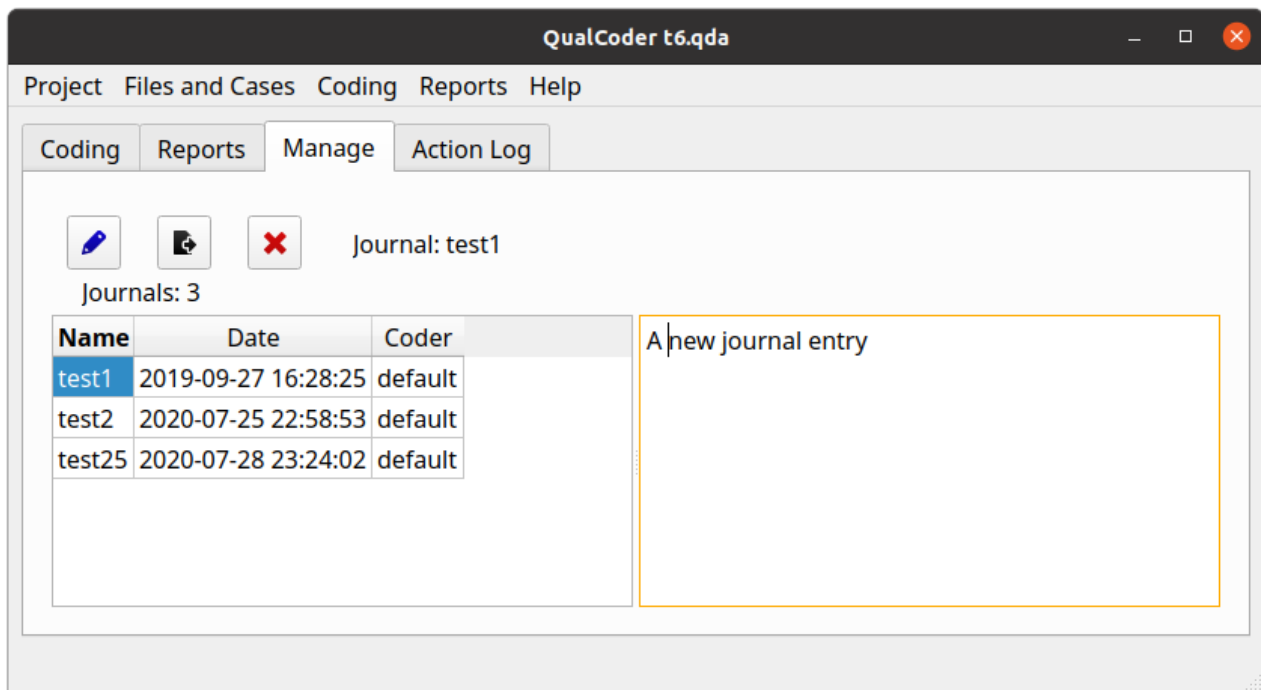 QualCoder t6.qda
Project Files and Cases Coding Reports Help
Coding Reports Manage Action Log
Journal: test1
Journals: 3
Name Date Coder
test1 2019-09-27 16:28:25 default
test2 2020-07-25 22:58:53 default
test25 2020-07-28 23:24:02 default
A new journal entry